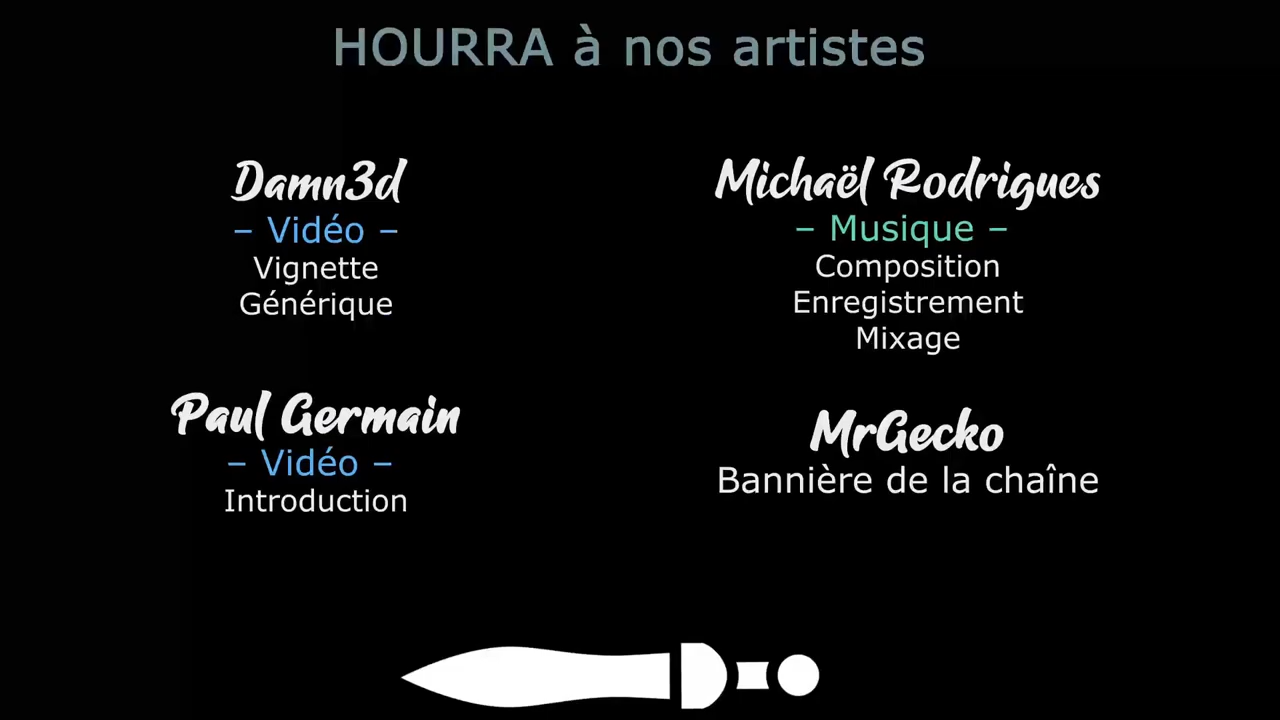 HOURRA à nos artistes
Damn3d
– Vidéo –
Vignette
Générique
Michaël Rodrigues
– Musique –
Composition
Enregistrement
Mixage
Paul Germain
– Vidéo –
Introduction
MrGecko
Bannière de la chaîne